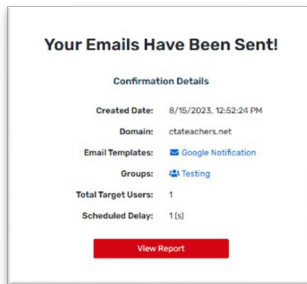 Your Emails Have Been Sent!
Confirmation Details
Created Date: 8/15/2023, 12:52:24 PM
Domain: ctateachers.net
Email Templates: Google Notification
Groups: Testing
Total Target Users: 1
Scheduled Delay: 1 (s)
View Report